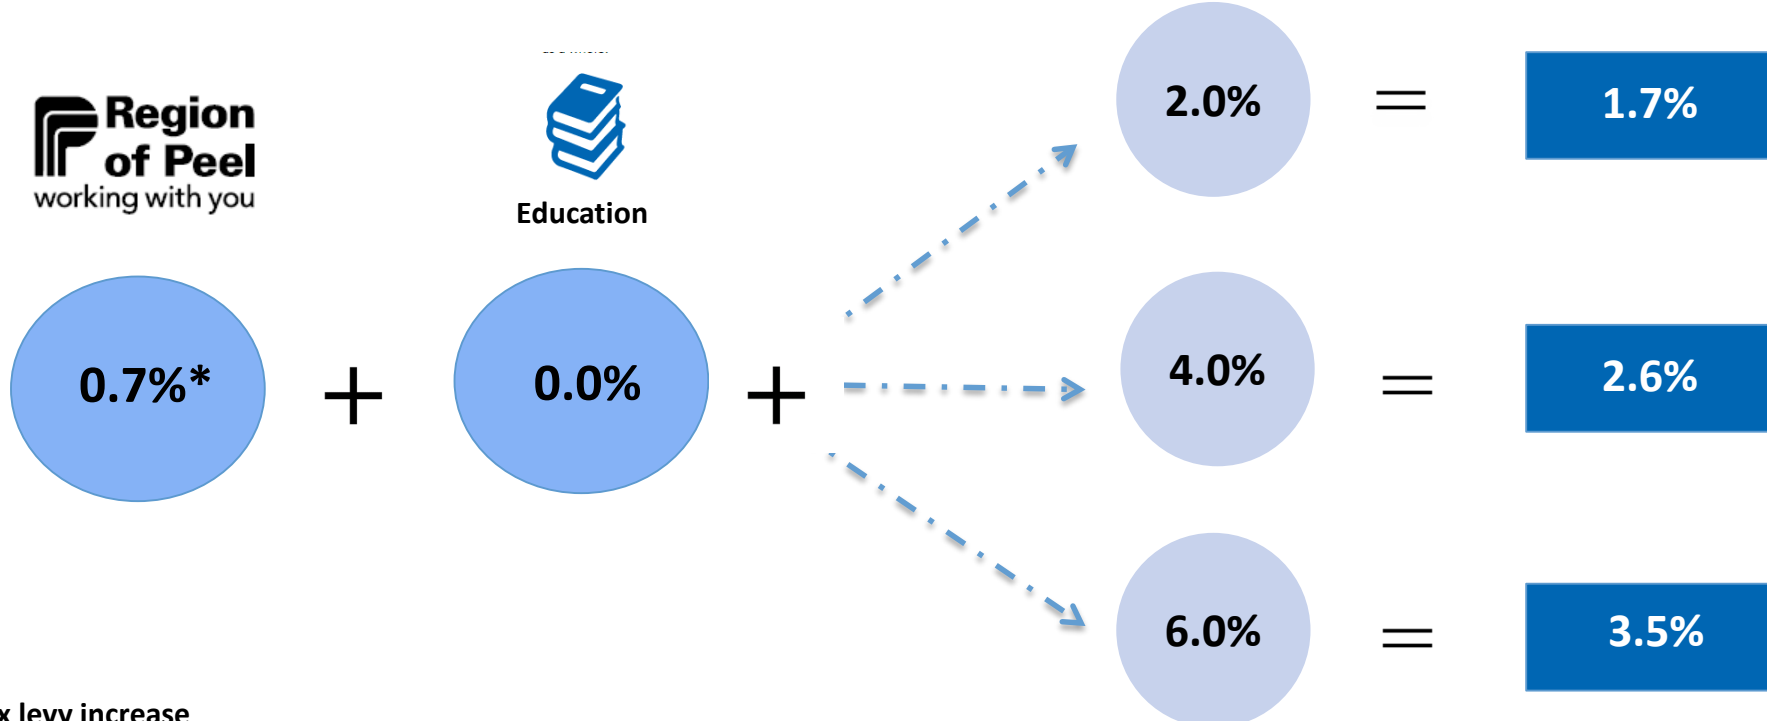 Region
of Peel
working with you
Education
0.7%*
+
0.0%
+
2.0%
=
1.7%
4.0%
=
2.6%
6.0%
=
3.5%
levy increase